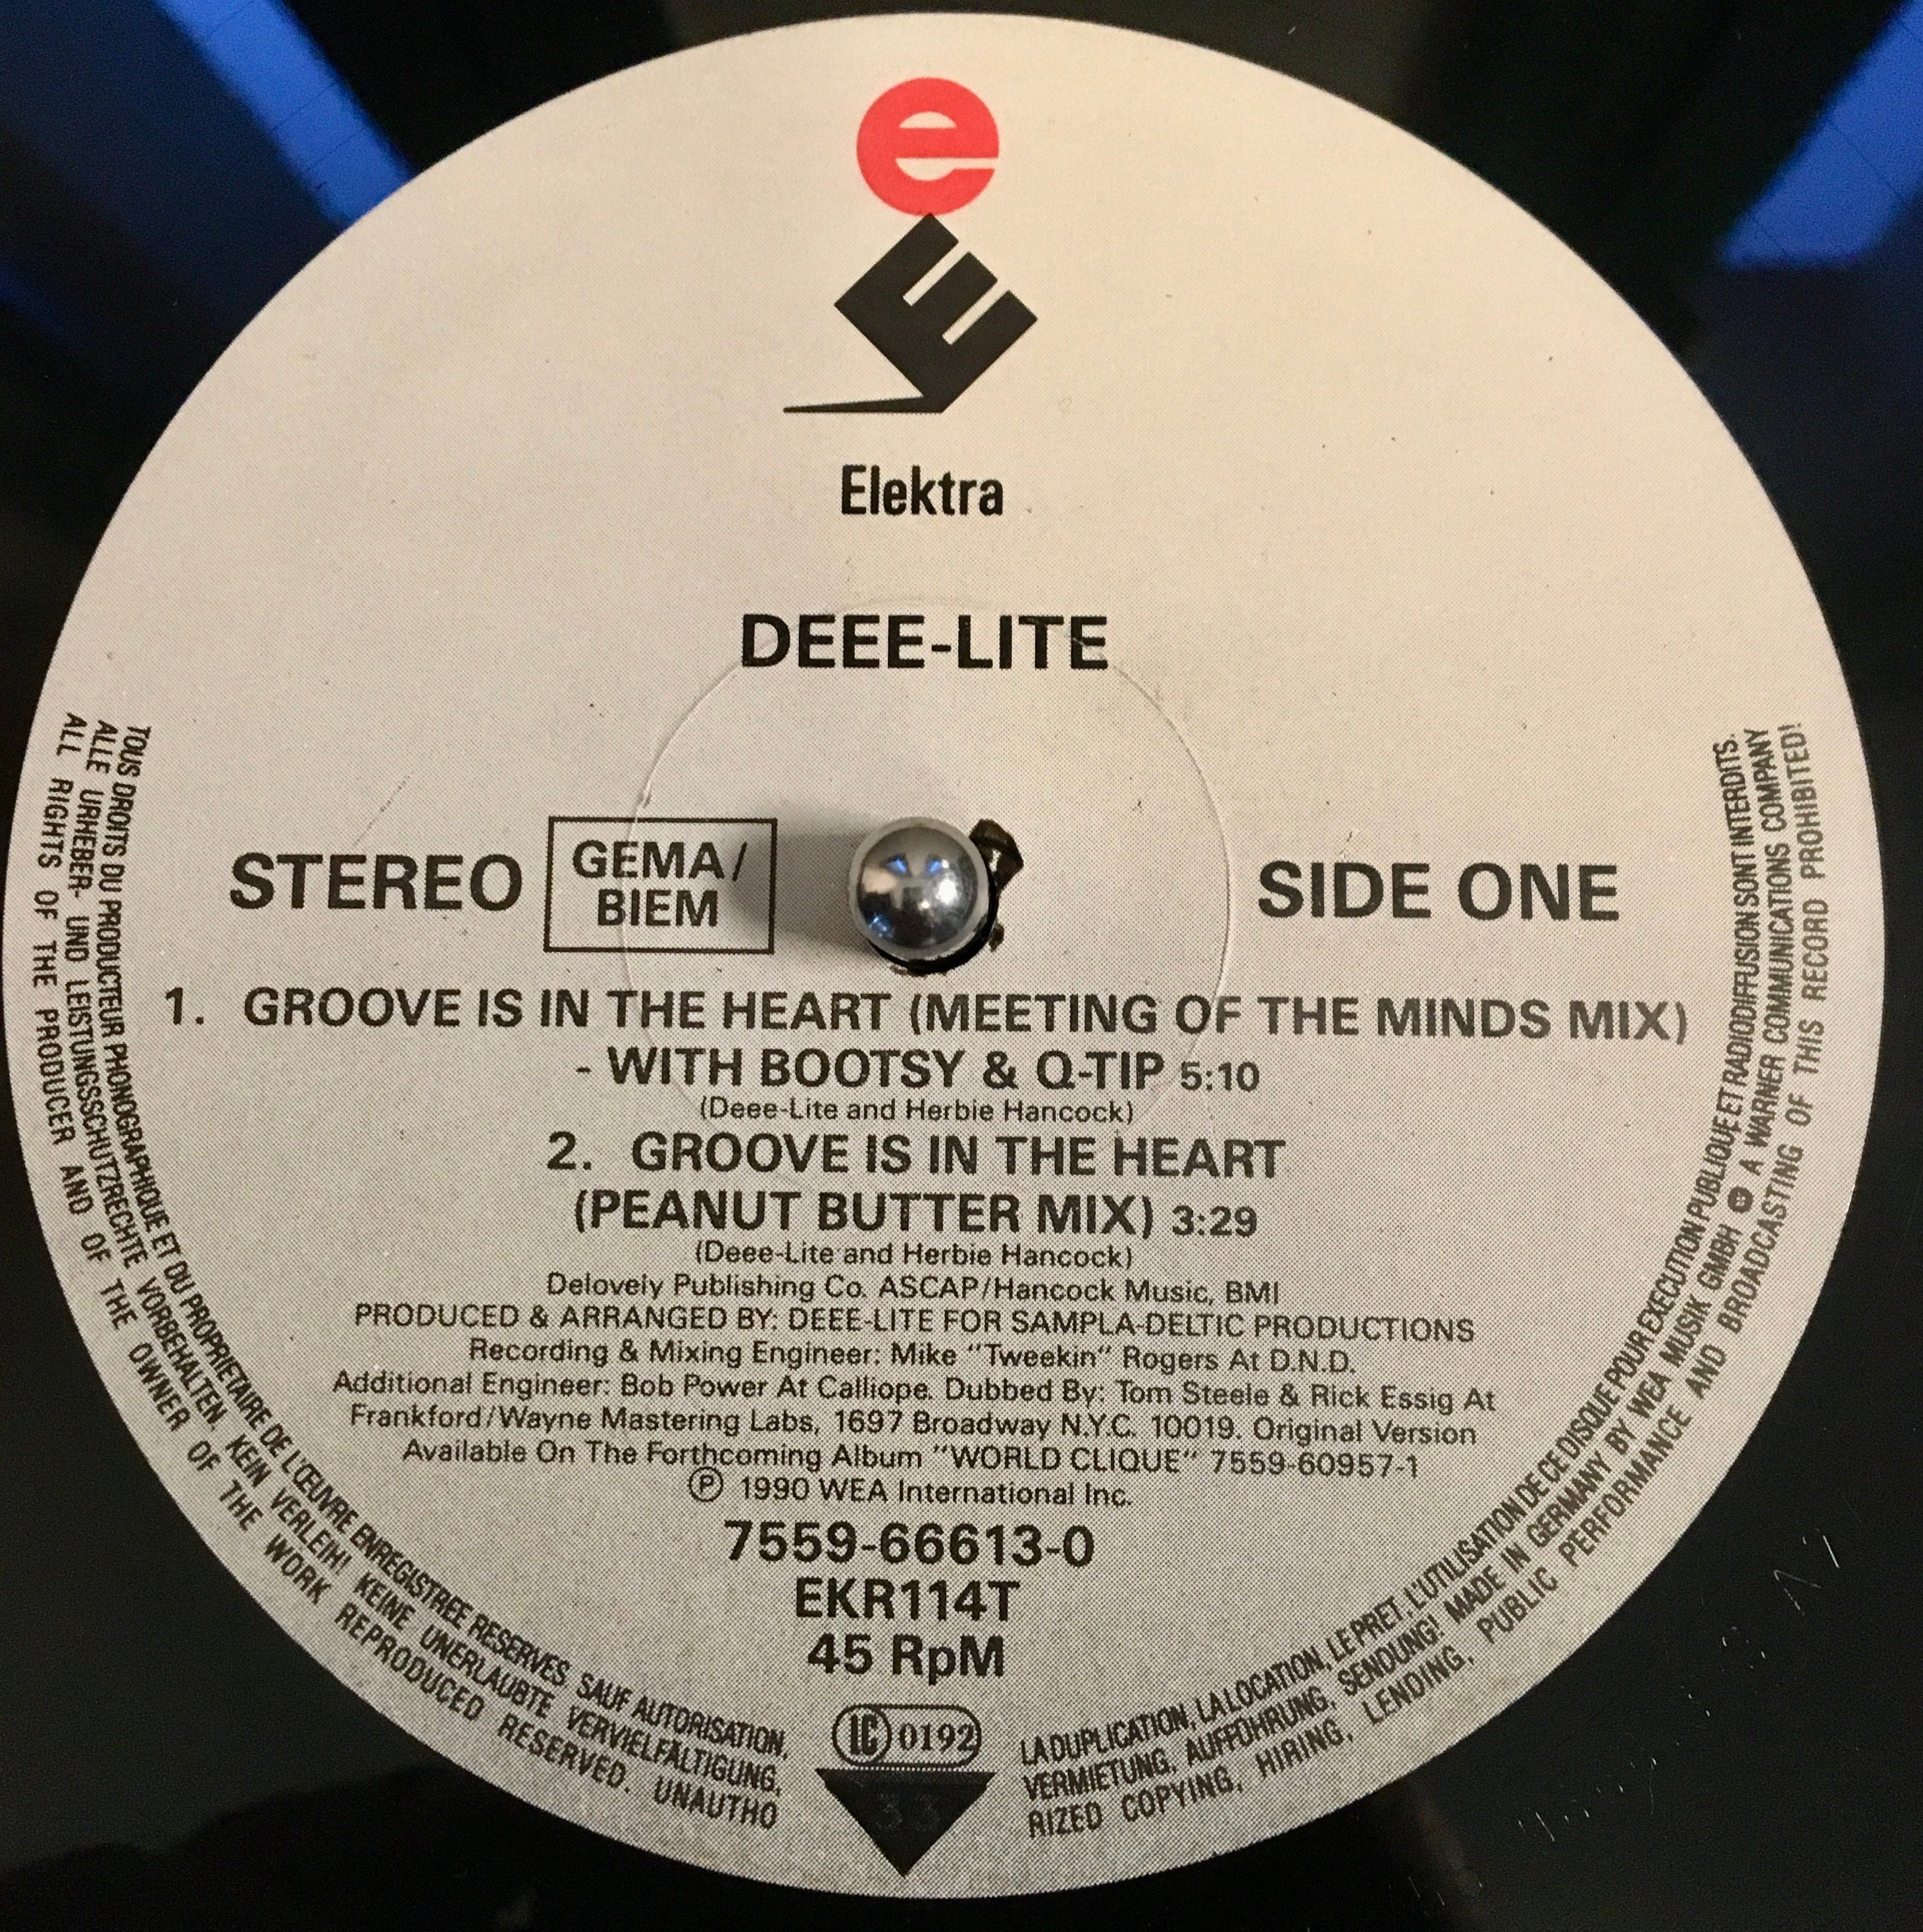 e
E
Elektra
DEEE-LITE
STEREO
GEMA/
BIEM
SIDE ONE
1. GROOVE IS IN THE HEART (MEETING OF THE MINDS MIX)
- WITH BOOTSY & Q-TIP 5:10
(Deee-Lite and Herbie Hancock)
2. GROOVE IS IN THE HEART
(PEANUT BUTTER MIX) 3:29
(Deee-Lite and Herbie Hancock)
Delovely Publishing Co. ASCAP/Hancock Music, BMI
PRODUCED & ARRANGED BY: DEEE-LITE FOR SAMPLA-DELTIC PRODUCTIONS
Recording & Mixing Engineer: Mike "Tweekin" Rogers At D.N.D.
Additional Engineer: Bob Power At Calliope. Dubbed By: Tom Steele & Rick Essig At
Frankford/Wayne Mastering Labs, 1697 Broadway N.Y.C. 10019. Original Version
Available On The Forthcoming Album "WORLD CLIQUE" 7559-60957-1
Ⓟ 1990 WEA International Inc.
7559-66613-0
EKR114T
45 RpM
LC 0192
33
TOUS DROITS DU PRODUCTEUR PHONOGRAPHIQUE ET DU PROPRIETAIRE DE L'ŒUVRE ENREGISTREE RESERVES. SAUF AUTORISATION, LA DUPLICATION, LA LOCATION, LE PRET, L'UTILISATION DE CE DISQUE POUR EXECUTION PUBLIQUE ET RADIODIFFUSION SONT INTERDITS.
ALLE URHEBER- UND LEISTUNGSSCHUTZRECHTE VORBEHALTEN. KEIN VERLEIH! KEINE UNERLAUBTE VERVIELFÄLTIGUNG, VERMIETUNG, AUFFÜHRUNG, SENDUNG! MADE IN GERMANY BY WEA MUSIK GMBH A WARNER COMMUNICATIONS COMPANY
ALL RIGHTS OF THE PRODUCER AND OF THE OWNER OF THE WORK REPRODUCED RESERVED. UNAUTHORIZED COPYING, HIRING, LENDING, PUBLIC PERFORMANCE AND BROADCASTING OF THIS RECORD PROHIBITED!